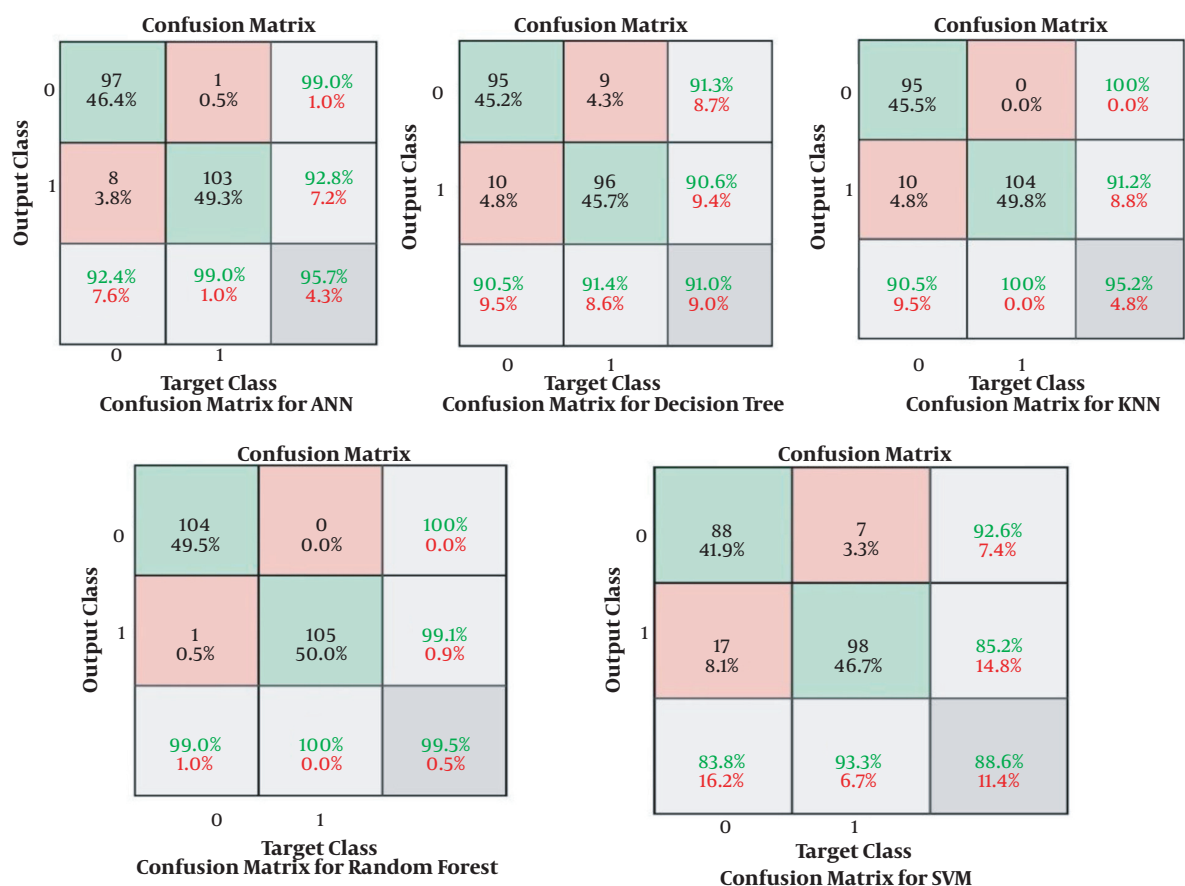 Confusion Matrix
97 1 99.0%
46.4% 0.5% 1.0%
0
8 103 92.8%
3.8% 49.3% 7.2%
1
92.4% 99.0% 95.7%
7.6% 1.0% 4.3%
0 1
Output Class
Target Class
Confusion Matrix for ANN
Confusion Matrix
95 9 91.3%
45.2% 4.3% 8.7%
0
10 96 90.6%
4.8% 45.7% 9.4%
1
90.5% 91.4% 91.0%
9.5% 8.6% 9.0%
0 1
Output Class
Target Class
Confusion Matrix for Decision Tree
Confusion Matrix
95 0 100%
45.5% 0.0% 0.0%
0
10 104 91.2%
4.8% 49.8% 8.8%
1
90.5% 100% 95.2%
9.5% 0.0% 4.8%
0 1
Output Class
Target Class
Confusion Matrix for KNN
Confusion Matrix
104 0 100%
49.5% 0.0% 0.0%
0
1 105 99.1%
0.5% 50.0% 0.9%
1
99.0% 100% 99.5%
1.0% 0.0% 0.5%
0 1
Output Class
Target Class
Confusion Matrix for Random Forest
Confusion Matrix
88 7 92.6%
41.9% 3.3% 7.4%
0
17 98 85.2%
8.1% 46.7% 14.8%
1
83.8% 93.3% 88.6%
16.2% 6.7% 11.4%
0 1
Output Class
Target Class
Confusion Matrix for SVM